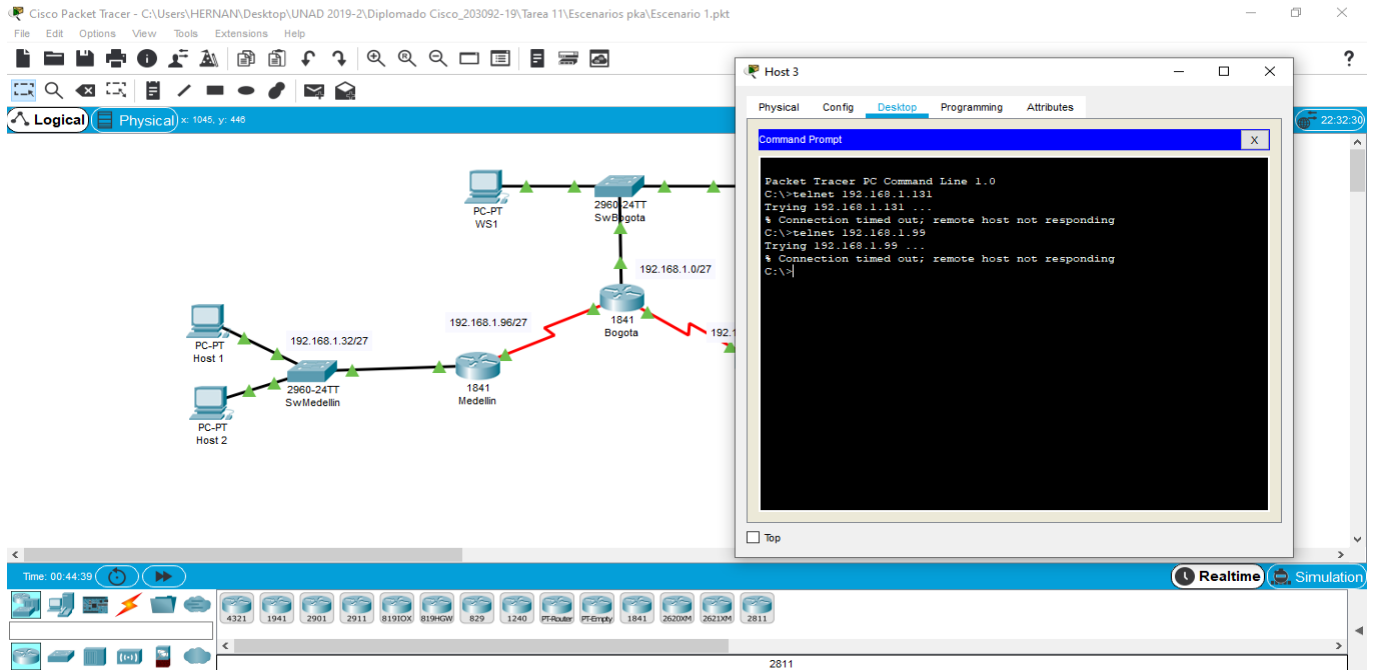 Cisco Packet Tracer - C:\Users\HERNAN\Desktop\UNAD 2019-2\Diplomado Cisco_203092-19\Tarea 11\Escenarios pka\Escenario 1.pkt
File Edit Options View Tools Extensions Help
?
Logical Physical x: 1045, y: 446
22:32:30
Host 3
Physical Config Desktop Programming Attributes
Command Prompt X
Packet Tracer PC Command Line 1.0
C:\>telnet 192.168.1.131
Trying 192.168.1.131 ...
% Connection timed out; remote host not responding
C:\>telnet 192.168.1.99
Trying 192.168.1.99 ...
% Connection timed out; remote host not responding
C:\>
Top
PC-PT
WS1
2960-24TT
SwBogota
192.168.1.0/27
1841
Bogota
192.1
192.168.1.96/27
PC-PT
Host 1
192.168.1.32/27
2960-24TT
SwMedellin
1841
Medellin
PC-PT
Host 2
Time: 00:44:39
Realtime Simulation
4321 1941 2901 2911 819IOX 819HGW 829 1240 PT-Router PT-Empty 1841 2620XM 2621XM 2811
2811